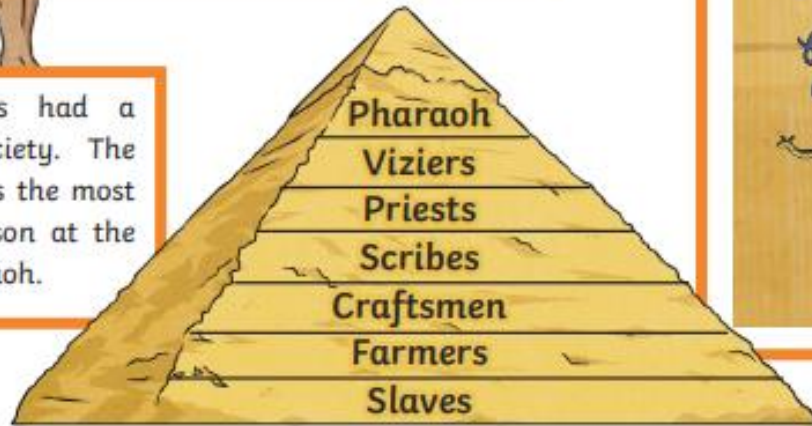 s had a
ciety. The
s the most
son at the
oh.
Pharaoh
Viziers
Priests
Scribes
Craftsmen
Farmers
Slaves